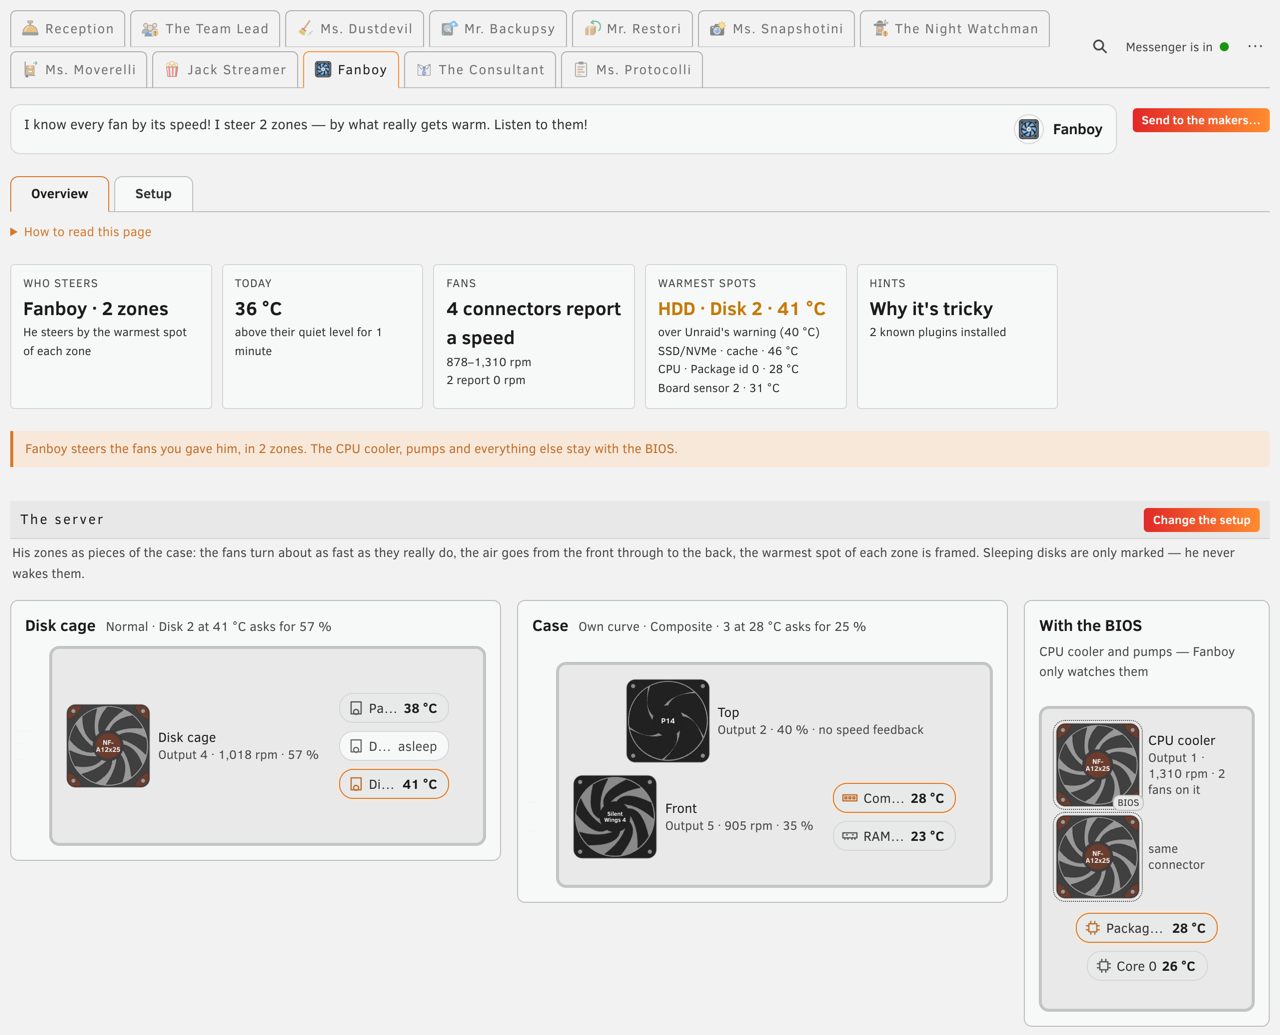 Reception
The Team Lead
Ms. Dustdevil
Mr. Backupsy
Mr. Restori
Ms. Snapshotini
The Night Watchman
Messenger is in
Ms. Moverelli
Jack Streamer
Fanboy
The Consultant
Ms. Protocolli
I know every fan by its speed! I steer 2 zones — by what really gets warm. Listen to them!
Fanboy
Send to the makers...
Overview
Setup
How to read this page
WHO STEERS
Fanboy · 2 zones
He steers by the warmest spot
of each zone
TODAY
36 °C
above their quiet level for 1
minute
FANS
4 connectors report
a speed
878–1,310 rpm
2 report 0 rpm
WARMEST SPOTS
HDD · Disk 2 · 41 °C
over Unraid's warning (40 °C)
SSD/NVMe · cache · 46 °C
CPU · Package id 0 · 28 °C
Board sensor 2 · 31 °C
HINTS
Why it's tricky
2 known plugins installed
Fanboy steers the fans you gave him, in 2 zones. The CPU cooler, pumps and everything else stay with the BIOS.
The server
Change the setup
His zones as pieces of the case: the fans turn about as fast as they really do, the air goes from the front through to the back, the warmest spot of each zone is framed. Sleeping disks are only marked — he never
wakes them.
Disk cage Normal · Disk 2 at 41 °C asks for 57 %
NF-
A12x25
Disk cage
Output 4 · 1,018 rpm · 57 %
Pa... 38 °C
D... asleep
Di... 41 °C
Case Own curve · Composite · 3 at 28 °C asks for 25 %
P14
Top
Output 2 · 40 % · no speed feedback
Silent
Wings 4
Front
Output 5 · 905 rpm · 35 %
Com... 28 °C
RAM... 23 °C
With the BIOS
CPU cooler and pumps — Fanboy
only watches them
NF-
A12x25
BIOS
CPU cooler
Output 1 ·
1,310 rpm · 2
fans on it
NF-
A12x25
same
connector
Packag... 28 °C
Core 0 26 °C